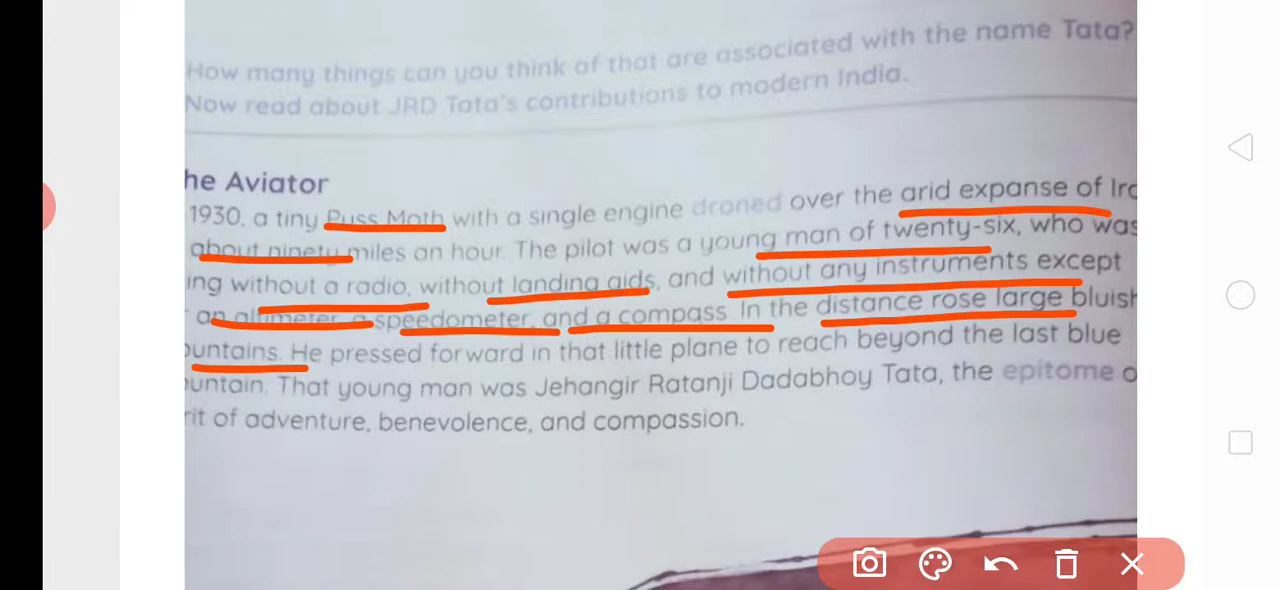 How many things can you think of that are associated with the name Tata?
Now read about JRD Tata's contributions to modern India.
he Aviator
1930, a tiny Puss Moth with a single engine droned over the arid expanse of Ira
about ninety miles an hour. The pilot was a young man of twenty-six, who was
ing without a radio, without landing aids, and without any instruments except
an altimeter, a speedometer, and a compass. In the distance rose large bluish
ountains. He pressed forward in that little plane to reach beyond the last blue
ountain. That young man was Jehangir Ratanji Dadabhoy Tata, the epitome o
rit of adventure, benevolence, and compassion.